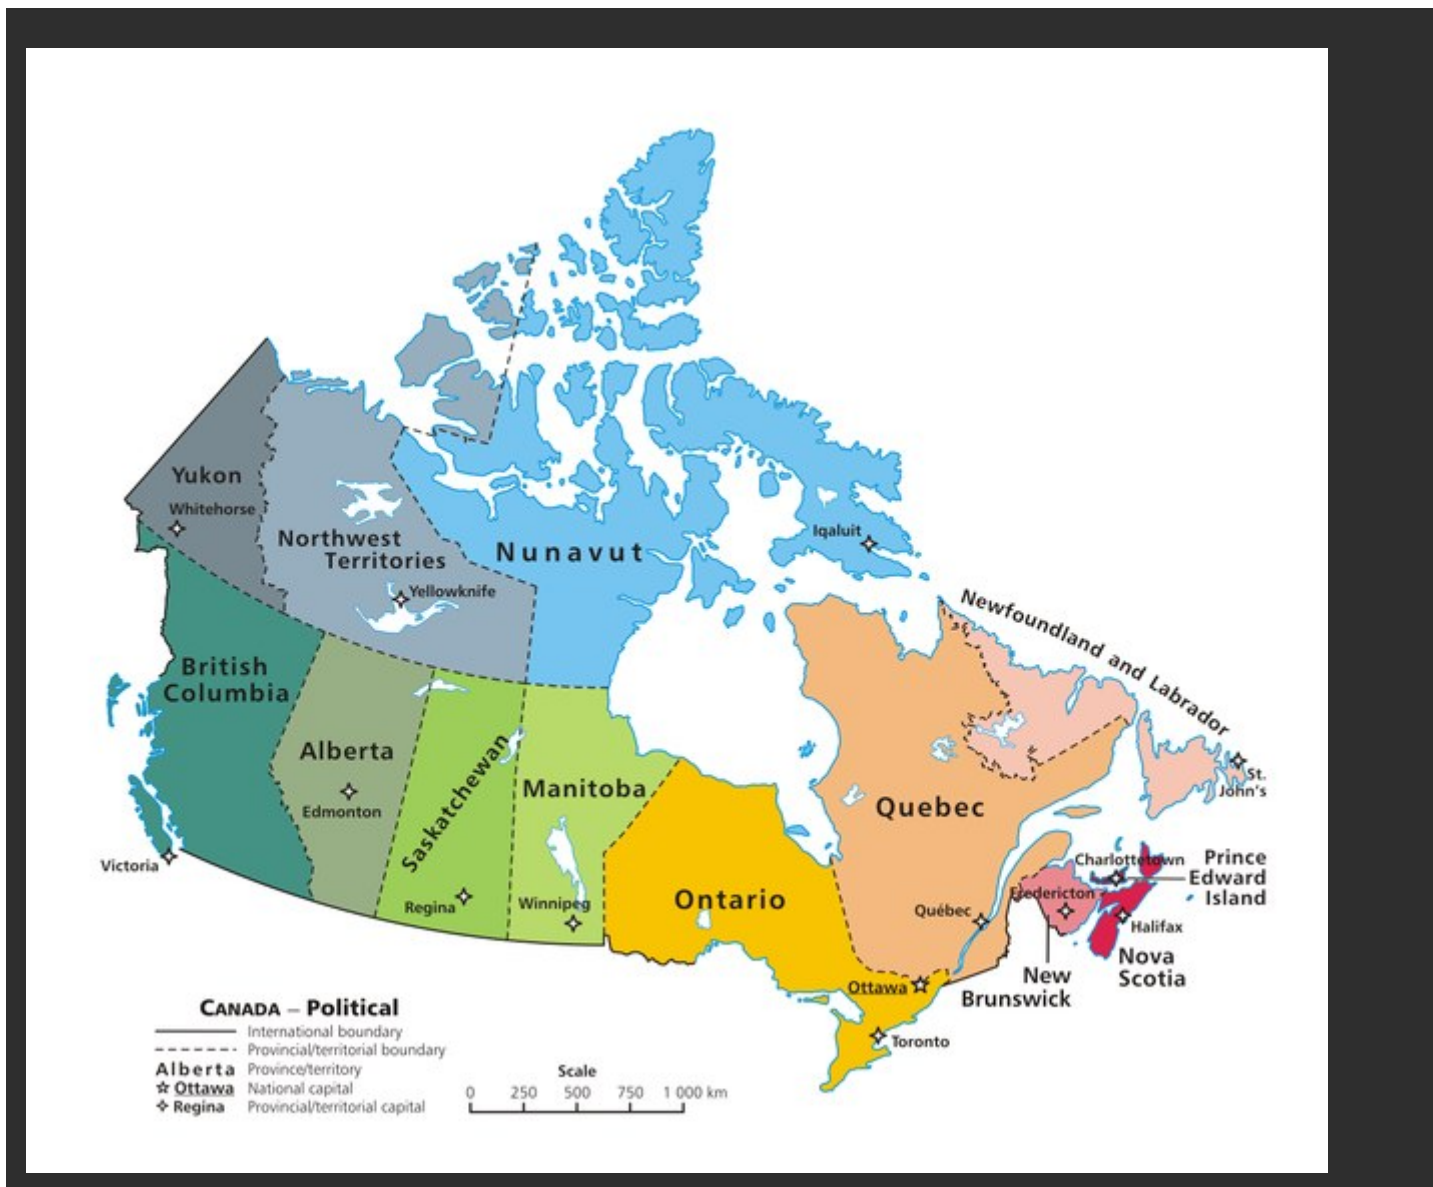 Yukon
Whitehorse
Northwest
Territories
Yellowknife
Nunavut
Iqaluit
Newfoundland and Labrador
St.
John's
British
Columbia
Victoria
Alberta
Edmonton
Saskatchewan
Regina
Manitoba
Winnipeg
Ontario
Quebec
Québec
Ottawa
Toronto
Charlottetown
Prince
Edward
Island
Fredericton
Halifax
Nova
Scotia
New
Brunswick
CANADA – Political
International boundary
Provincial/territorial boundary
Alberta Province/territory
Ottawa National capital
Regina Provincial/territorial capital
Scale
0 250 500 750 1 000 km